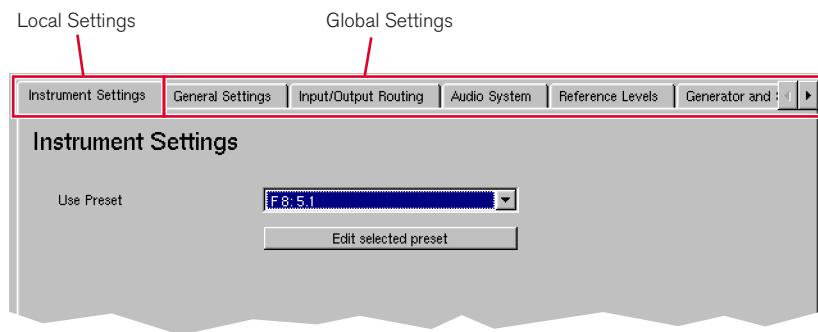 Local Settings
Global Settings
Instrument Settings
General Settings
Input/Output Routing
Audio System
Reference Levels
Generator and
Instrument Settings
Use Preset
F 8: 5.1
Edit selected preset